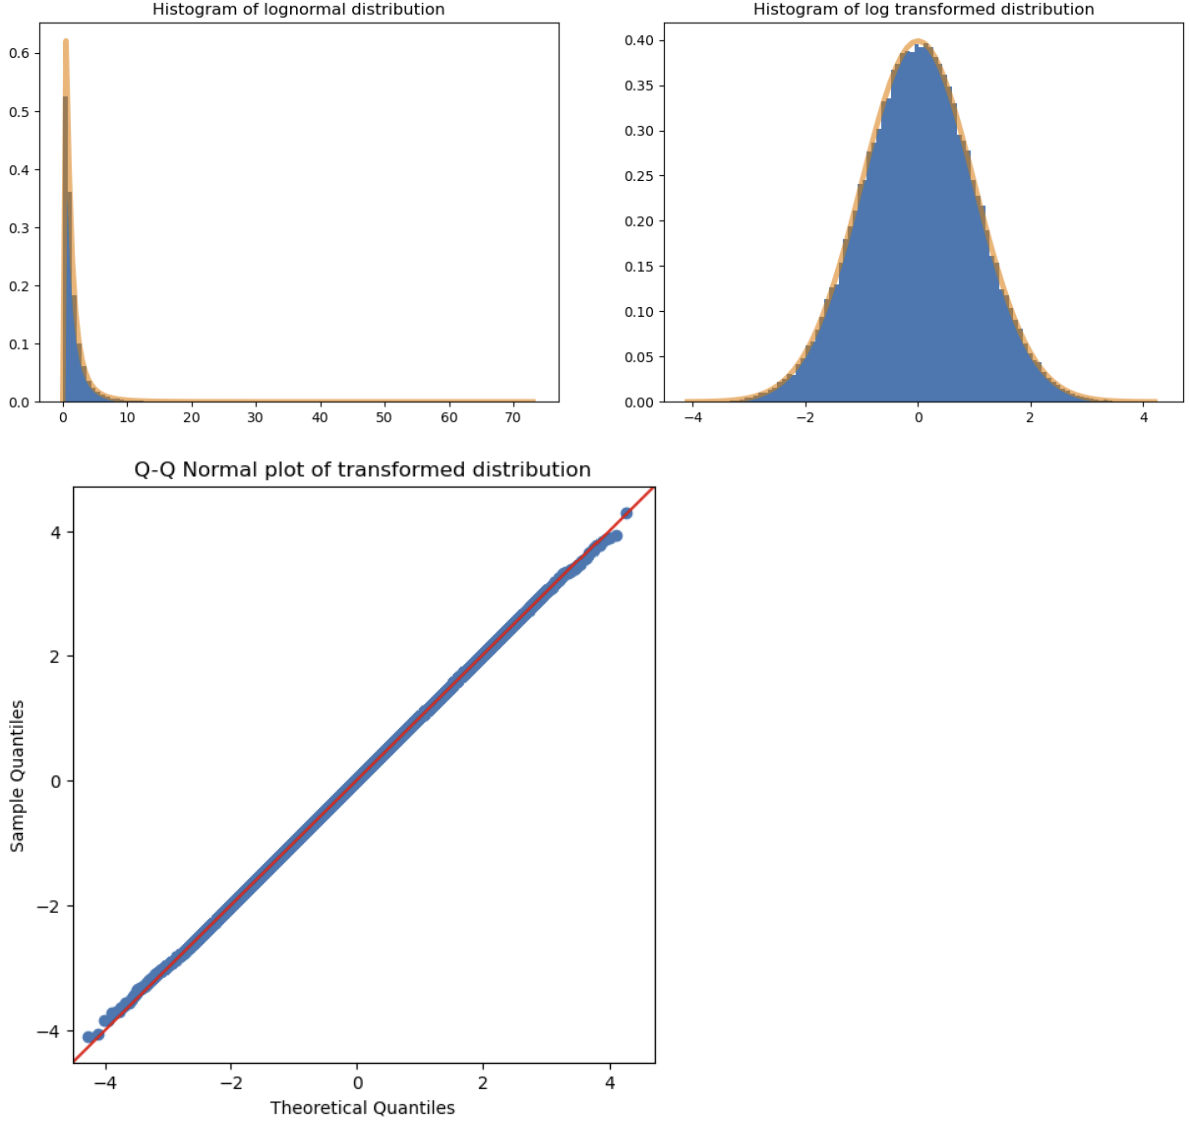 Histogram of lognormal distribution
0.6
0.5
0.4
0.3
0.2
0.1
0.0
0 10 20 30 40 50 60 70
Histogram of log transformed distribution
0.40
0.35
0.30
0.25
0.20
0.15
0.10
0.05
0.00
−4 −2 0 2 4
Q-Q Normal plot of transformed distribution
Sample Quantiles
4
2
0
−2
−4
−4 −2 0 2 4
Theoretical Quantiles